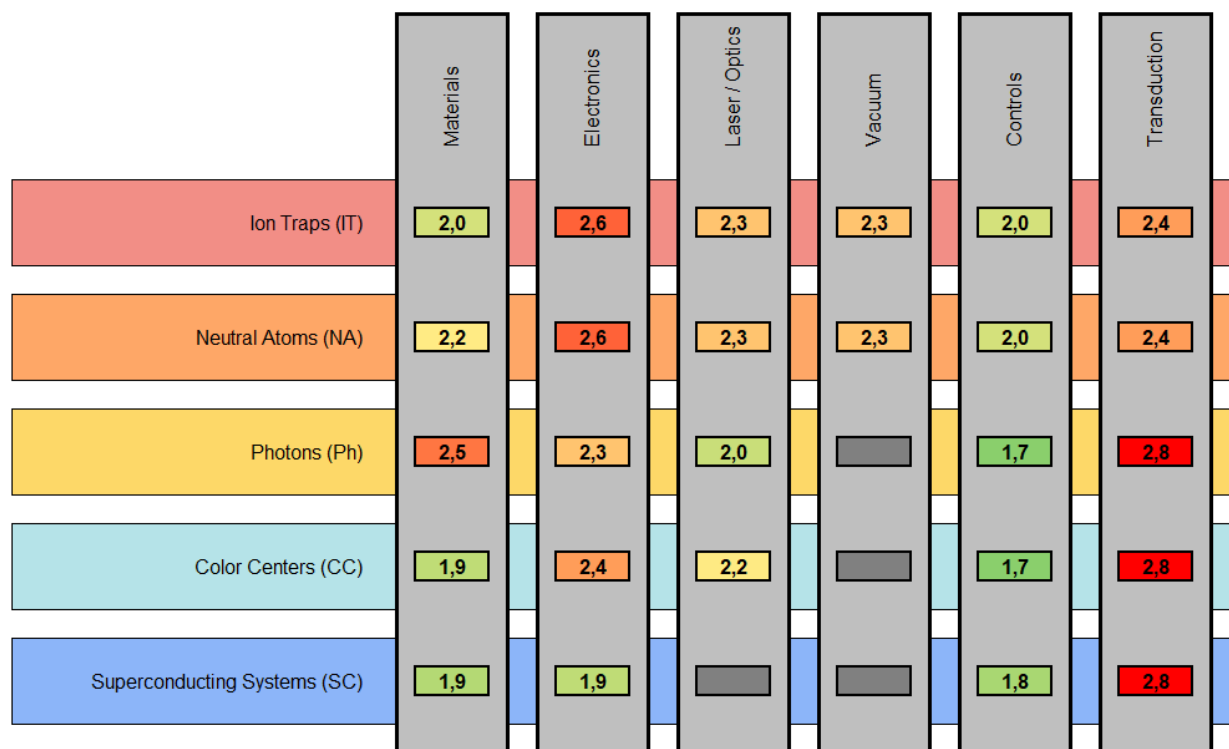 Materials
Electronics
Laser / Optics
Vacuum
Controls
Transduction
Ion Traps (IT) 2,0 2,6 2,3 2,3 2,0 2,4
Neutral Atoms (NA) 2,2 2,6 2,3 2,3 2,0 2,4
Photons (Ph) 2,5 2,3 2,0 1,7 2,8
Color Centers (CC) 1,9 2,4 2,2 1,7 2,8
Superconducting Systems (SC) 1,9 1,9 1,8 2,8